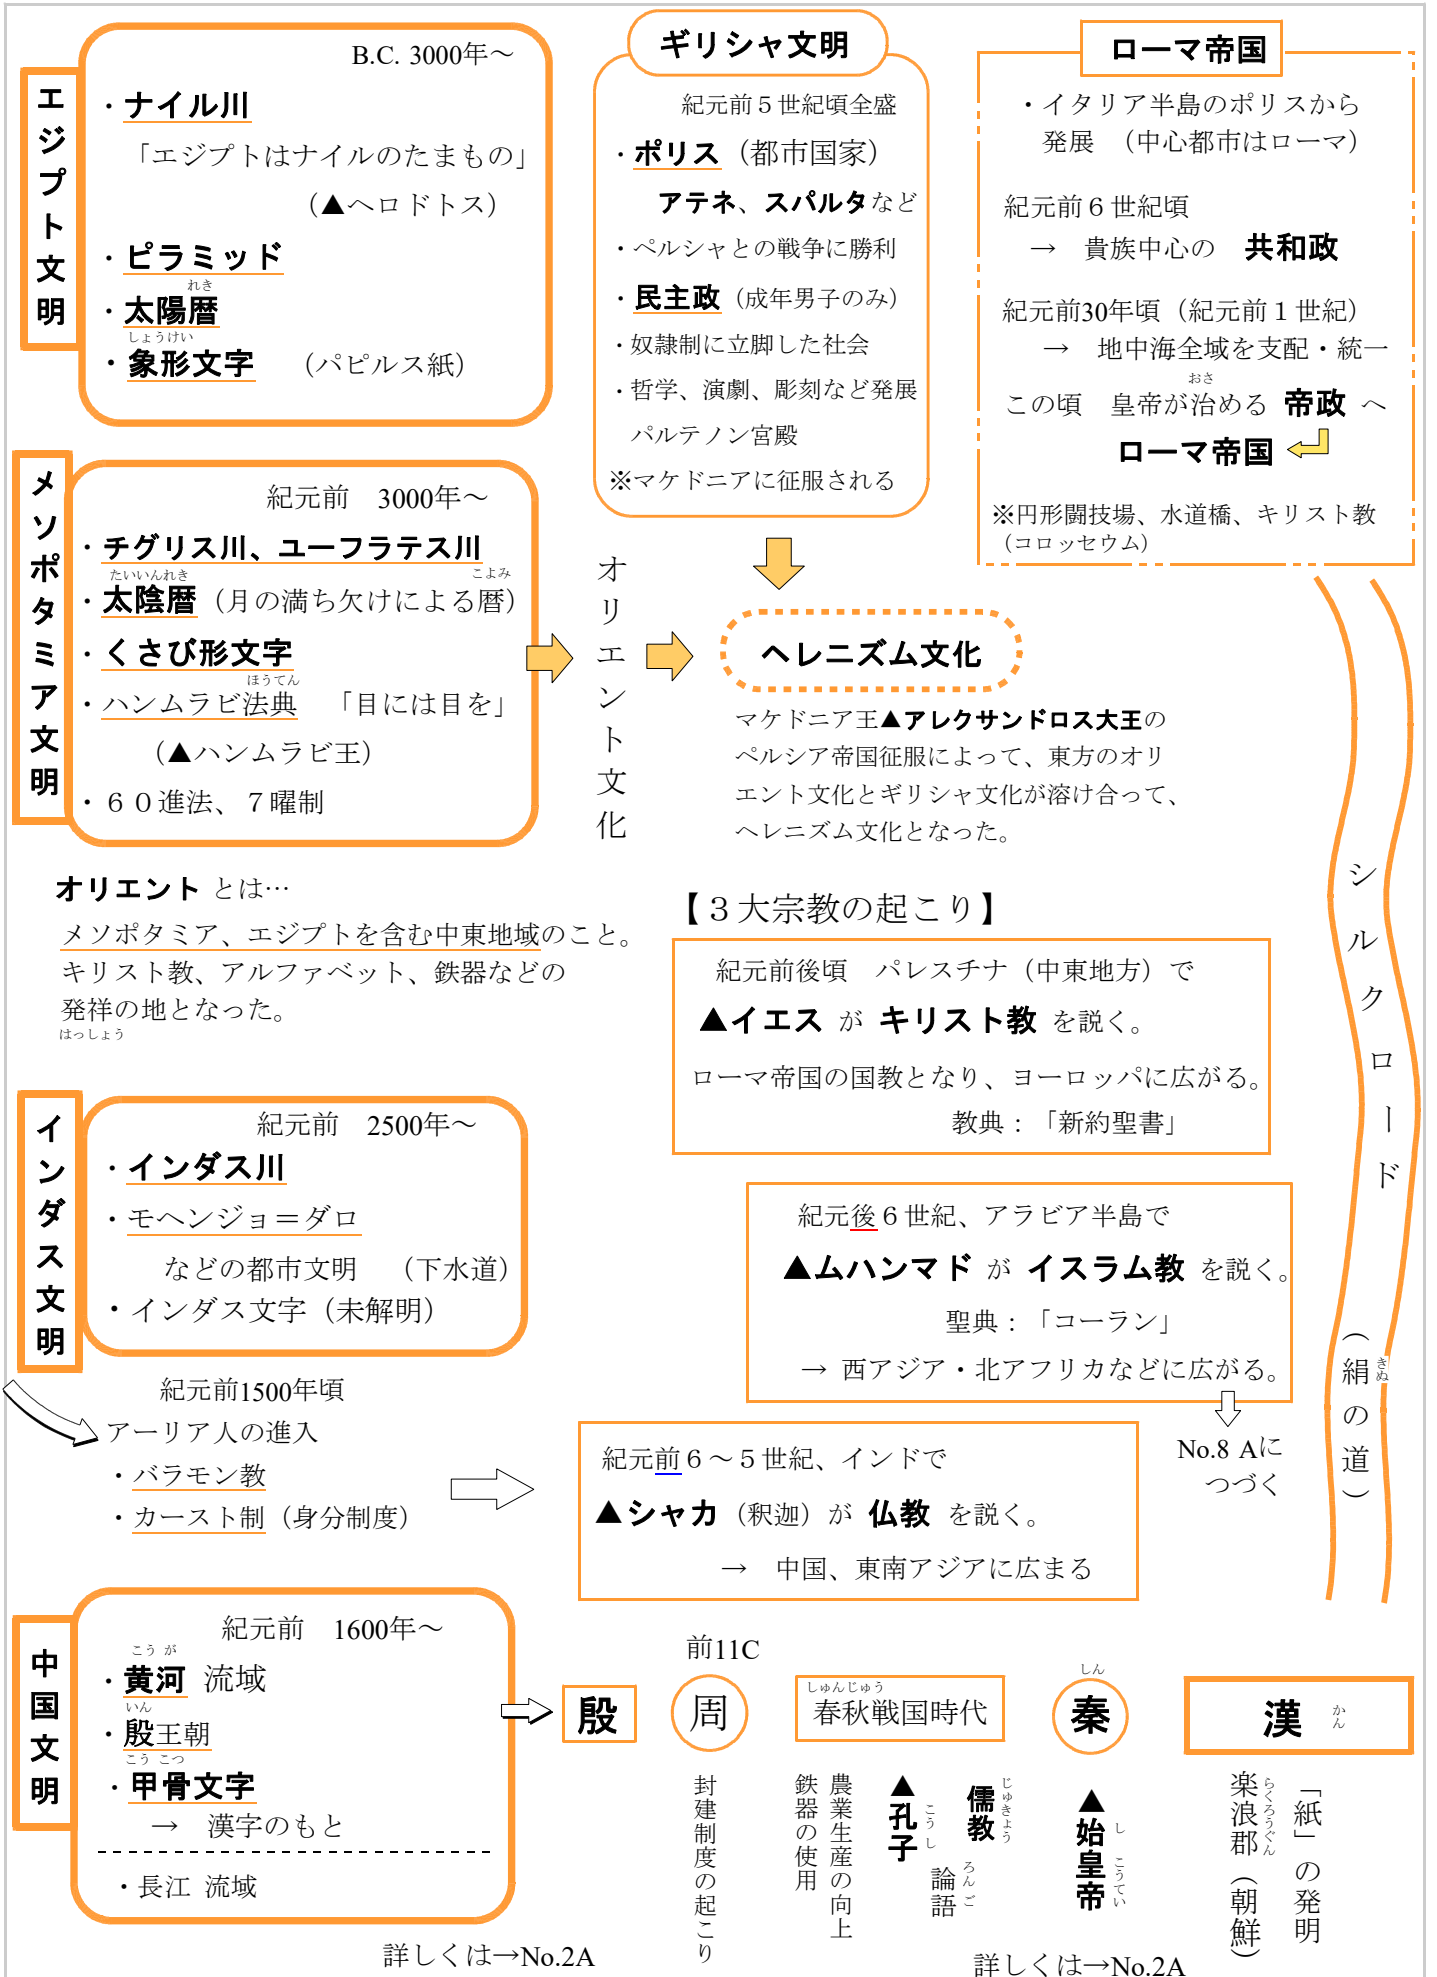 エジプト文明
B.C. 3000年～
・ナイル川
「エジプトはナイルのたまもの」
（▲ヘロドトス）
・ピラミッド
れき
・太陽暦
しょうけい
・象形文字　（パピルス紙）
メソポタミア文明
紀元前　3000年～
・チグリス川、ユーフラテス川
たいいんれき　こよみ
・太陰暦（月の満ち欠けによる暦）
・くさび形文字
ほうてん
・ハンムラビ法典　「目には目を」
（▲ハンムラビ王）
・６０進法、７曜制
オリエント文化
ギリシャ文明
紀元前５世紀頃全盛
・ポリス（都市国家）
アテネ、スパルタなど
・ペルシャとの戦争に勝利
・民主政（成年男子のみ）
・奴隷制に立脚した社会
・哲学、演劇、彫刻など発展
パルテノン宮殿
※マケドニアに征服される
ローマ帝国
・イタリア半島のポリスから
発展　（中心都市はローマ）
紀元前６世紀頃
→　貴族中心の　共和政
紀元前30年頃（紀元前１世紀）
→　地中海全域を支配・統一
おさ
この頃　皇帝が治める 帝政 へ
ローマ帝国
※円形闘技場、水道橋、キリスト教
（コロッセウム）
ヘレニズム文化
マケドニア王▲アレクサンドロス大王の
ペルシア帝国征服によって、東方のオリ
エント文化とギリシャ文化が溶け合って、
ヘレニズム文化となった。
オリエント とは…
メソポタミア、エジプトを含む中東地域のこと。
キリスト教、アルファベット、鉄器などの
発祥の地となった。
はっしょう
【３大宗教の起こり】
紀元前後頃　パレスチナ（中東地方）で
▲イエス が キリスト教 を説く。
ローマ帝国の国教となり、ヨーロッパに広がる。
教典：「新約聖書」
紀元後６世紀、アラビア半島で
▲ムハンマド が イスラム教 を説く。
聖典：「コーラン」
→ 西アジア・北アフリカなどに広がる。
No.8 Aに
つづく
シルクロード
（絹の道）
きぬ
インダス文明
紀元前　2500年～
・インダス川
・モヘンジョ＝ダロ
などの都市文明　（下水道）
・インダス文字（未解明）
紀元前1500年頃
アーリア人の進入
・バラモン教
・カースト制（身分制度）
紀元前６～５世紀、インドで
▲シャカ（釈迦）が 仏教 を説く。
→　中国、東南アジアに広まる
中国文明
紀元前　1600年～
こう が
・黄河 流域
いん
・殷王朝
こう こつ
・甲骨文字
→　漢字のもと
・長江 流域
詳しくは→No.2A
殷
前11C
周
封建制度の起こり
しゅんじゅう
春秋戦国時代
農業生産の向上
鉄器の使用
▲孔子
こう し
儒教
じゅきょう
論語
ろん ご
しん
秦
▲始皇帝
し こうてい
詳しくは→No.2A
漢
かん
「紙」の発明
楽浪郡（朝鮮）
らくろうぐん